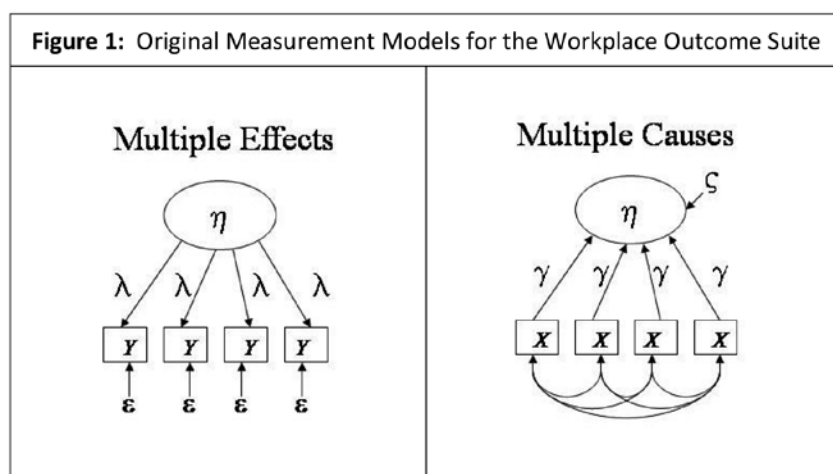 Figure 1: Original Measurement Models for the Workplace Outcome Suite
Multiple Effects
η
λ λ λ λ
Y Y Y Y
ε ε ε ε
Multiple Causes
ς
η
γ γ γ γ
X X X X